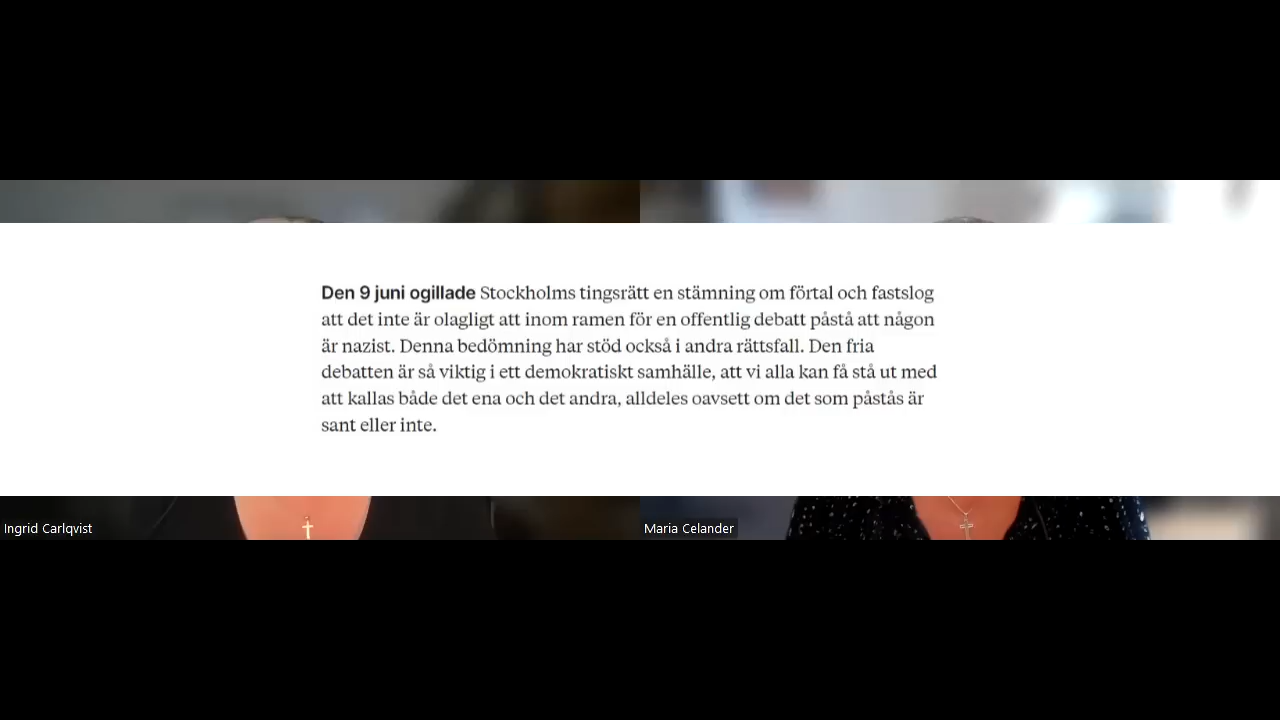 Den 9 juni ogillade Stockholms tingsrätt en stämning om förtal och fastslog
att det inte är olagligt att inom ramen för en offentlig debatt påstå att någon
är nazist. Denna bedömning har stöd också i andra rättsfall. Den fria
debatten är så viktig i ett demokratiskt samhälle, att vi alla kan få stå ut med
att kallas både det ena och det andra, alldeles oavsett om det som påstås är
sant eller inte.
Ingrid Carlqvist
Maria Celander